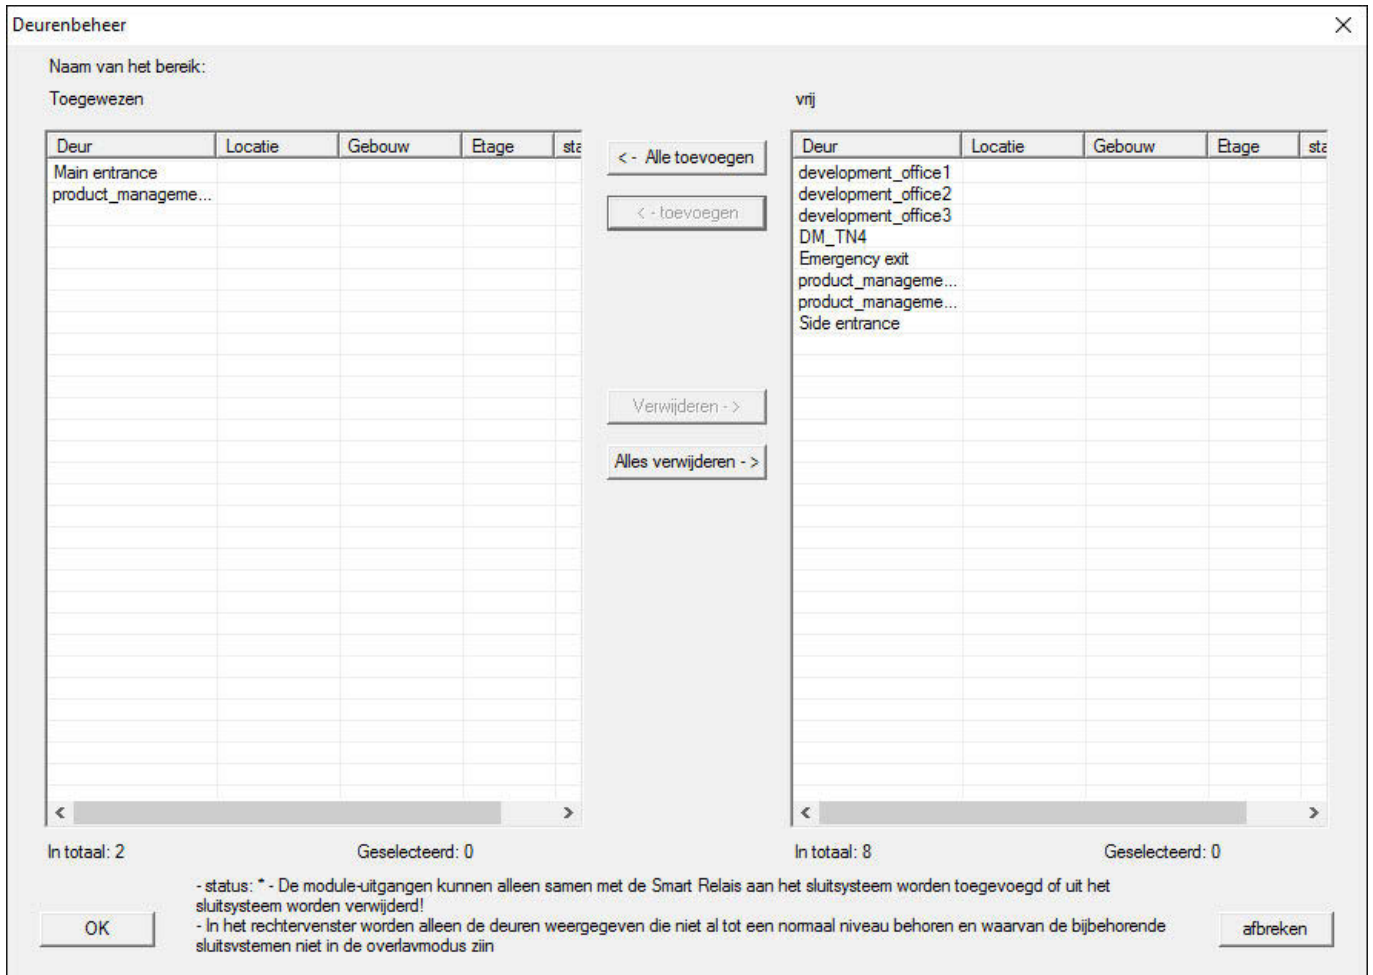 Deurenbeheer
Naam van het bereik:
Toegewezen
vrij
Deur Locatie Gebouw Etage sta
Main entrance
product_manageme...
< - Alle toevoegen
< - toevoegen
Verwijderen - >
Alles verwijderen - >
Deur Locatie Gebouw Etage sta
development_office1
development_office2
development_office3
DM_TN4
Emergency exit
product_manageme...
product_manageme...
Side entrance
In totaal: 2 Geselecteerd: 0
In totaal: 8 Geselecteerd: 0
- status: * - De module-uitgangen kunnen alleen samen met de Smart Relais aan het sluitsysteem worden toegevoegd of uit het
sluitsysteem worden verwijderd!
- In het rechtervenster worden alleen de deuren weergegeven die niet al tot een normaal niveau behoren en waarvan de bijbehorende
sluitsystemen niet in de overlaymodus zijn
OK
afbreken